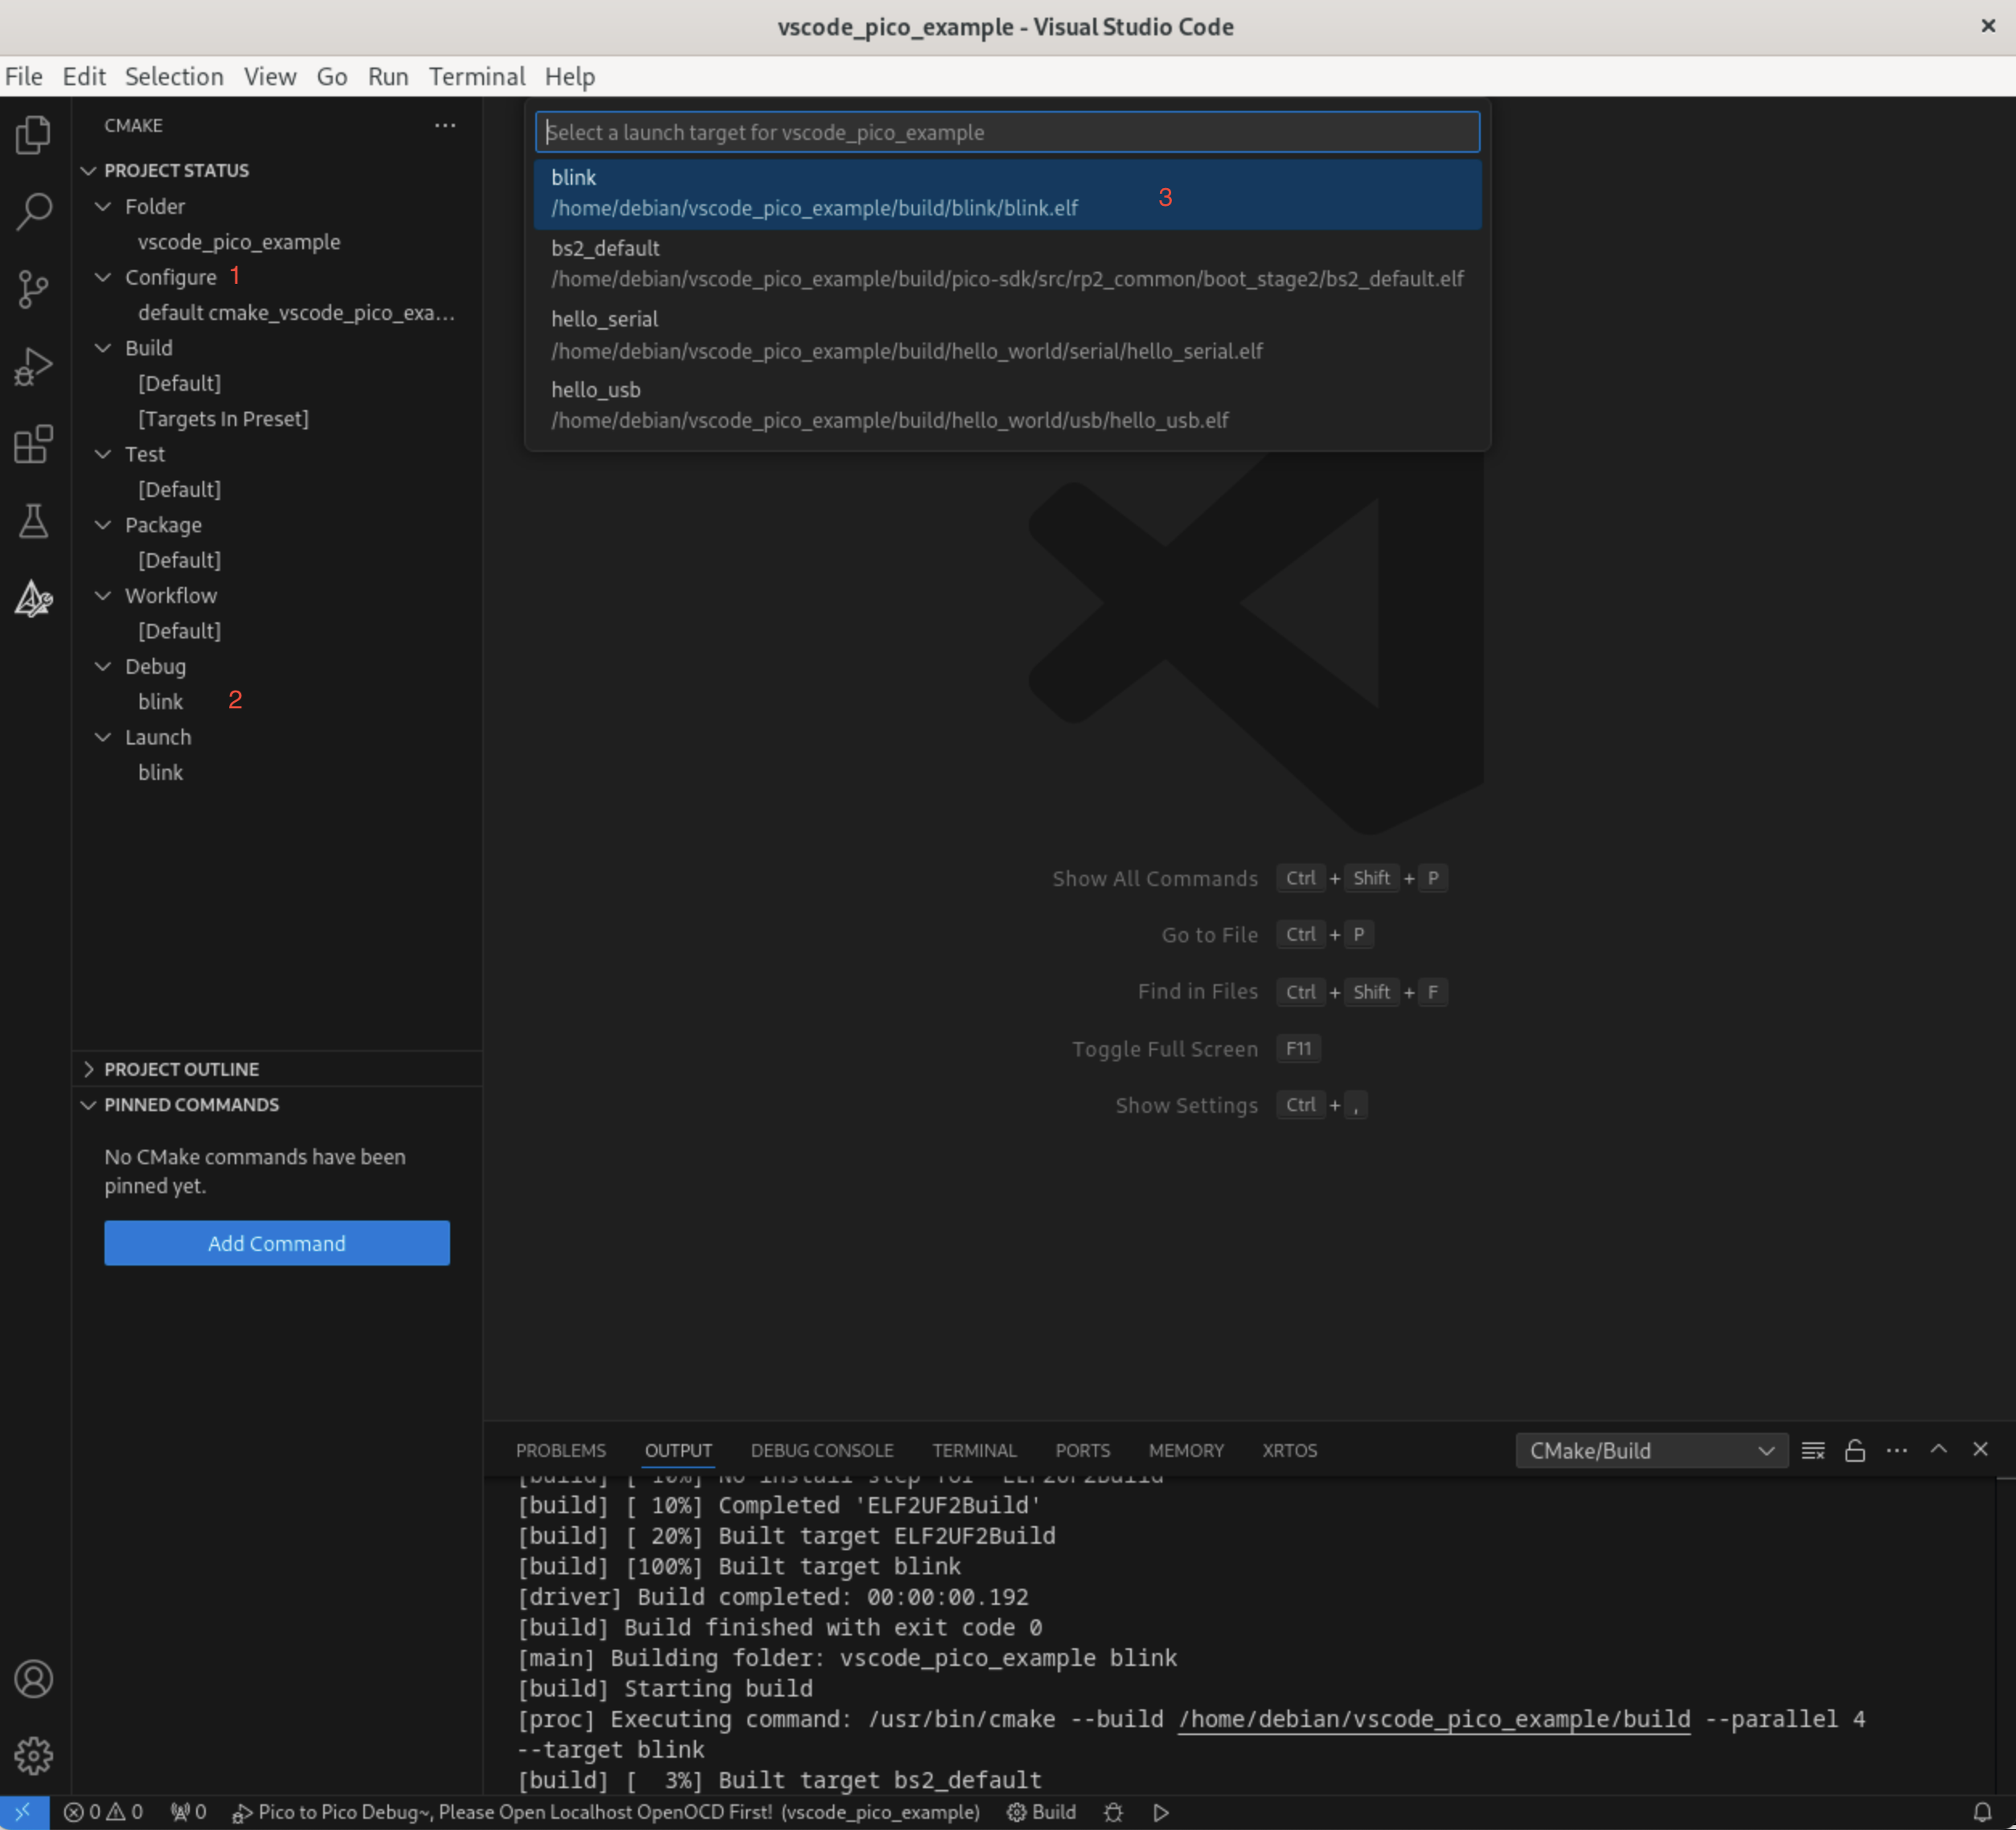 vscode_pico_example - Visual Studio Code
File Edit Selection View Go Run Terminal Help
CMAKE
PROJECT STATUS
Folder
vscode_pico_example
Configure 1
default cmake_vscode_pico_exa...
Build
[Default]
[Targets In Preset]
Test
[Default]
Package
[Default]
Workflow
[Default]
Debug
blink 2
Launch
blink
PROJECT OUTLINE
PINNED COMMANDS
No CMake commands have been
pinned yet.
Add Command
Select a launch target for vscode_pico_example
blink
/home/debian/vscode_pico_example/build/blink/blink.elf 3
bs2_default
/home/debian/vscode_pico_example/build/pico-sdk/src/rp2_common/boot_stage2/bs2_default.elf
hello_serial
/home/debian/vscode_pico_example/build/hello_world/serial/hello_serial.elf
hello_usb
/home/debian/vscode_pico_example/build/hello_world/usb/hello_usb.elf
Show All Commands Ctrl + Shift + P
Go to File Ctrl + P
Find in Files Ctrl + Shift + F
Toggle Full Screen F11
Show Settings Ctrl + ,
PROBLEMS OUTPUT DEBUG CONSOLE TERMINAL PORTS MEMORY XRTOS CMake/Build
[build] [ 10%] No install step for 'ELF2UF2Build'
[build] [ 10%] Completed 'ELF2UF2Build'
[build] [ 20%] Built target ELF2UF2Build
[build] [100%] Built target blink
[driver] Build completed: 00:00:00.192
[build] Build finished with exit code 0
[main] Building folder: vscode_pico_example blink
[build] Starting build
[proc] Executing command: /usr/bin/cmake --build /home/debian/vscode_pico_example/build --parallel 4
--target blink
[build] [  3%] Built target bs2_default
0 0 0 Pico to Pico Debug~, Please Open Localhost OpenOCD First! (vscode_pico_example) Build